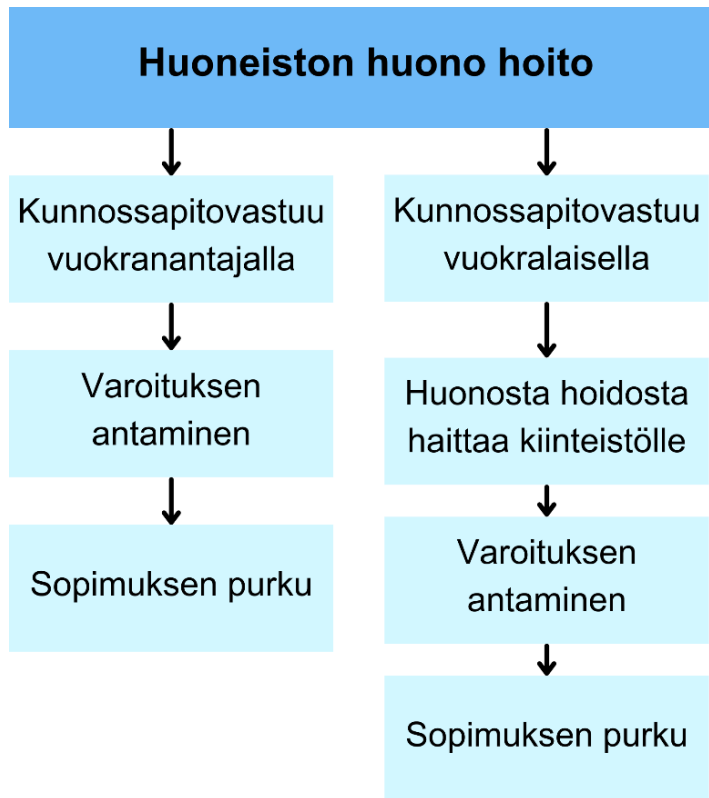 Huoneiston huono hoito
Kunnossapitovastuu
vuokranantajalla
Varoituksen
antaminen
Sopimuksen purku
Kunnossapitovastuu
vuokralaisella
Huonosta hoidosta
haittaa kiinteistölle
Varoituksen
antaminen
Sopimuksen purku